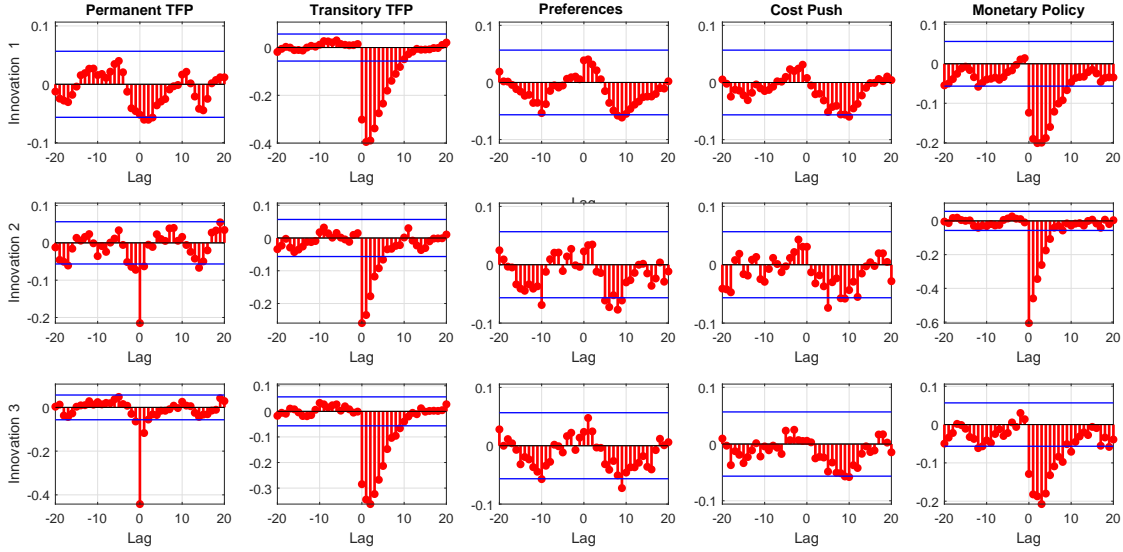 Permanent TFP Transitory TFP Preferences Cost Push Monetary Policy
Innovation 1
0.1 0 0.1 0.1 0
0.05 -0.2 0 0 -0.1
0 -0.4 -0.1 -0.1 -0.2
-0.05
-0.1
-20 -10 0 10 20 -20 -10 0 10 20 -20 -10 0 10 20 -20 -10 0 10 20 -20 -10 0 10 20
Lag Lag Lag Lag Lag
Lag
Innovation 2
0.1 0.1 0.1 0.1 0
0 0 0 0 -0.2
-0.1 -0.1 -0.1 -0.1 -0.4
-0.2 -0.2 -0.6
-20 -10 0 10 20 -20 -10 0 10 20 -20 -10 0 10 20 -20 -10 0 10 20 -20 -10 0 10 20
Lag Lag Lag Lag Lag
Innovation 3
0 0.1 0.1 0.1 0.1
-0.2 0 0 0 0
-0.4 -0.1 -0.1 -0.1 -0.1
-0.2 -0.2
-0.3
-20 -10 0 10 20 -20 -10 0 10 20 -20 -10 0 10 20 -20 -10 0 10 20 -20 -10 0 10 20
Lag Lag Lag Lag Lag